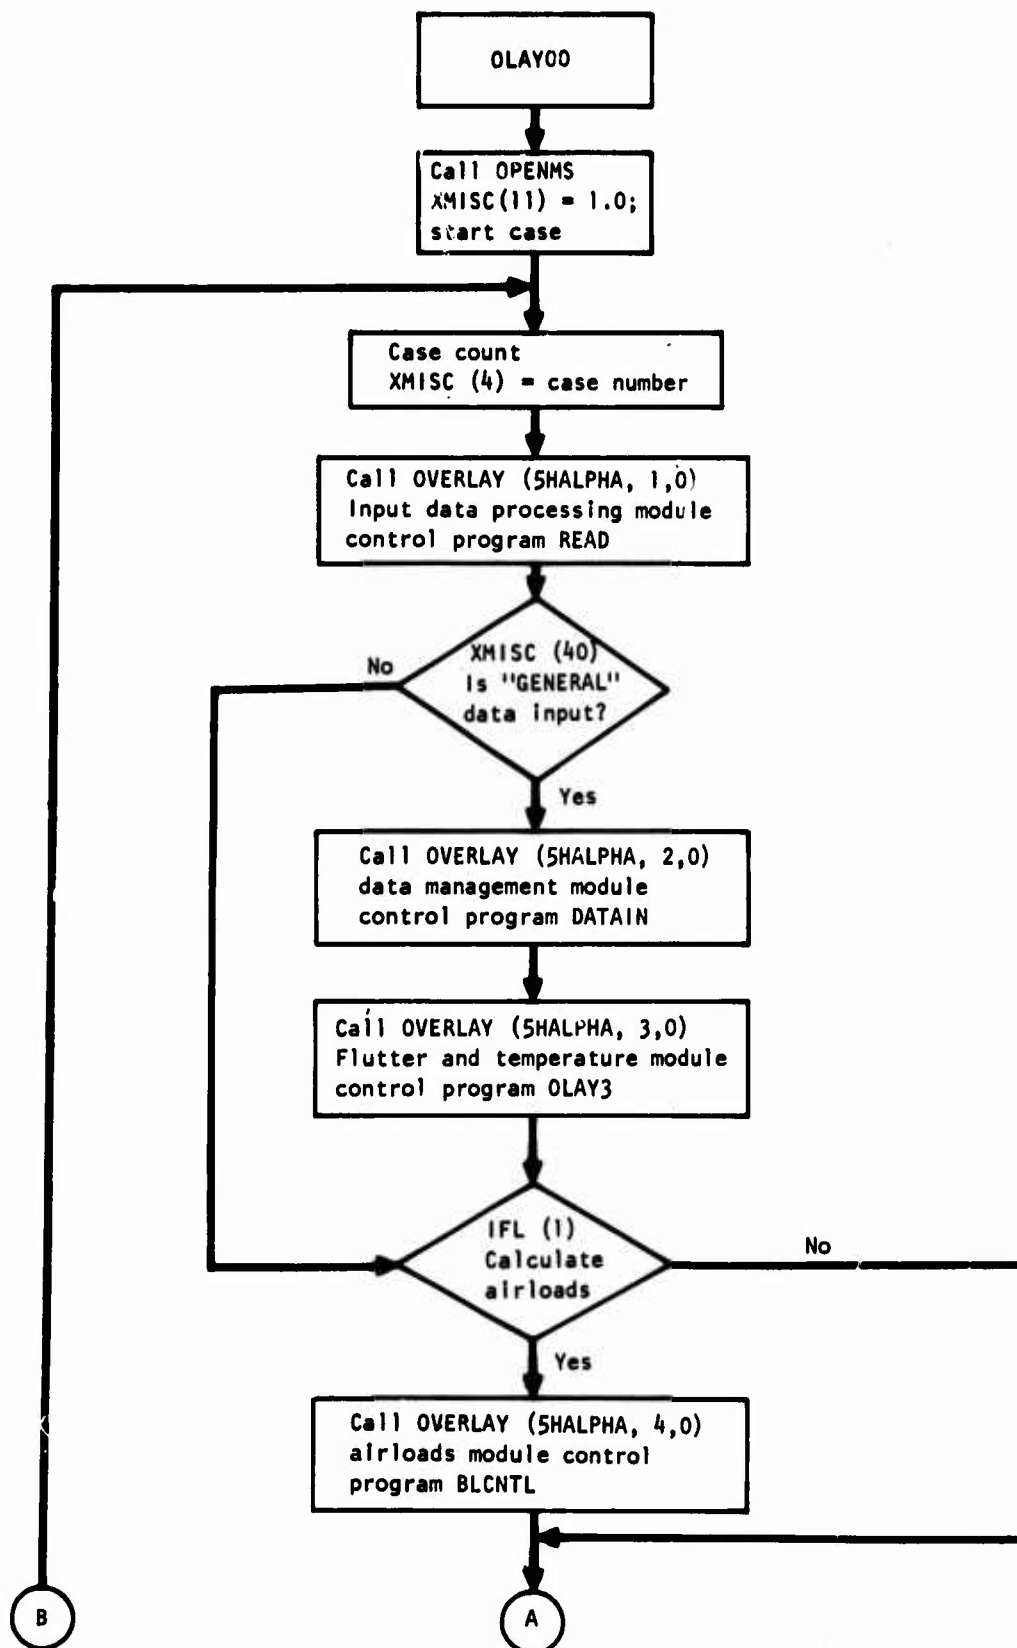 OLAY00
Call OPENMS
XMISC(11) = 1.0;
start case
Case count
XMISC (4) = case number
Call OVERLAY (5HALPHA, 1,0)
Input data processing module
control program READ
XMISC (40)
Is "GENERAL"
data input?
No
Yes
Call OVERLAY (5HALPHA, 2,0)
data management module
control program DATAIN
Call OVERLAY (5HALPHA, 3,0)
Flutter and temperature module
control program OLAY3
IFL (1)
Calculate
airloads
No
Yes
Call OVERLAY (5HALPHA, 4,0)
airloads module control
program BLCNTL
B
A